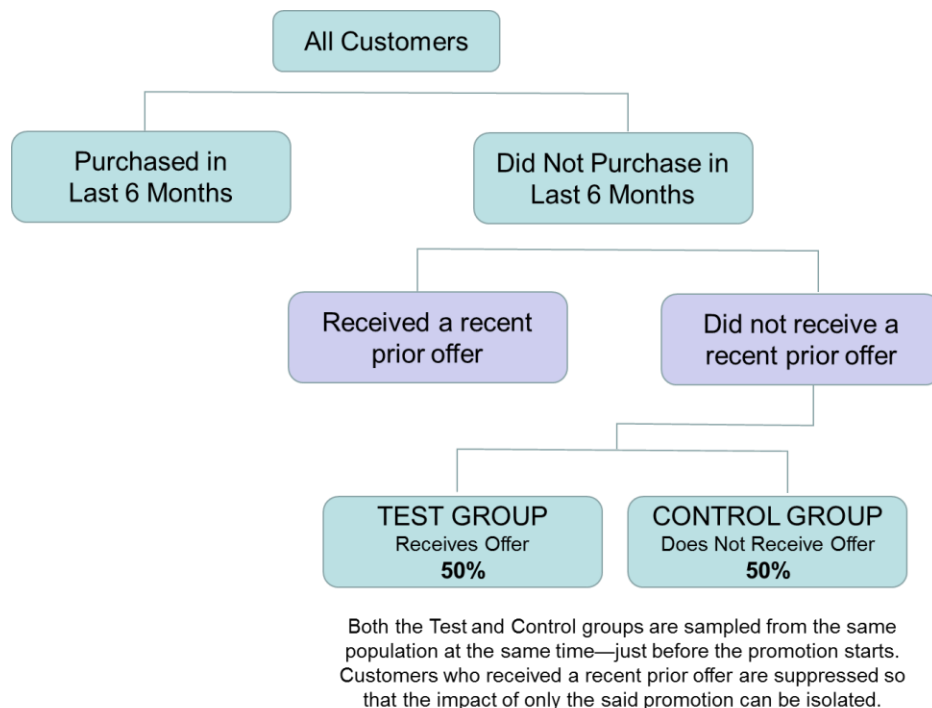 All Customers
Purchased in
Last 6 Months
Did Not Purchase in
Last 6 Months
Received a recent
prior offer
Did not receive a
recent prior offer
TEST GROUP
Receives Offer
50%
CONTROL GROUP
Does Not Receive Offer
50%
Both the Test and Control groups are sampled from the same
population at the same time—just before the promotion starts.
Customers who received a recent prior offer are suppressed so
that the impact of only the said promotion can be isolated.